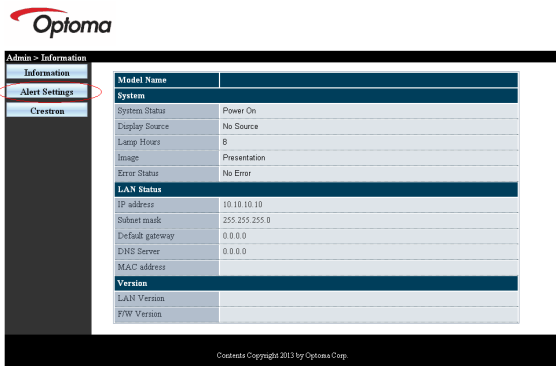 Optoma
Admin > Information
Information
Alert Settings
Crestron
Model Name
System
System Status Power On
Display Source No Source
Lamp Hours 8
Image Presentation
Error Status No Error
LAN Status
IP address 10.10.10.10
Subnet mask 255.255.255.0
Default gateway 0.0.0.0
DNS Server 0.0.0.0
MAC address
Version
LAN Version
F/W Version
Contents Copyright 2013 by Optoma Corp.